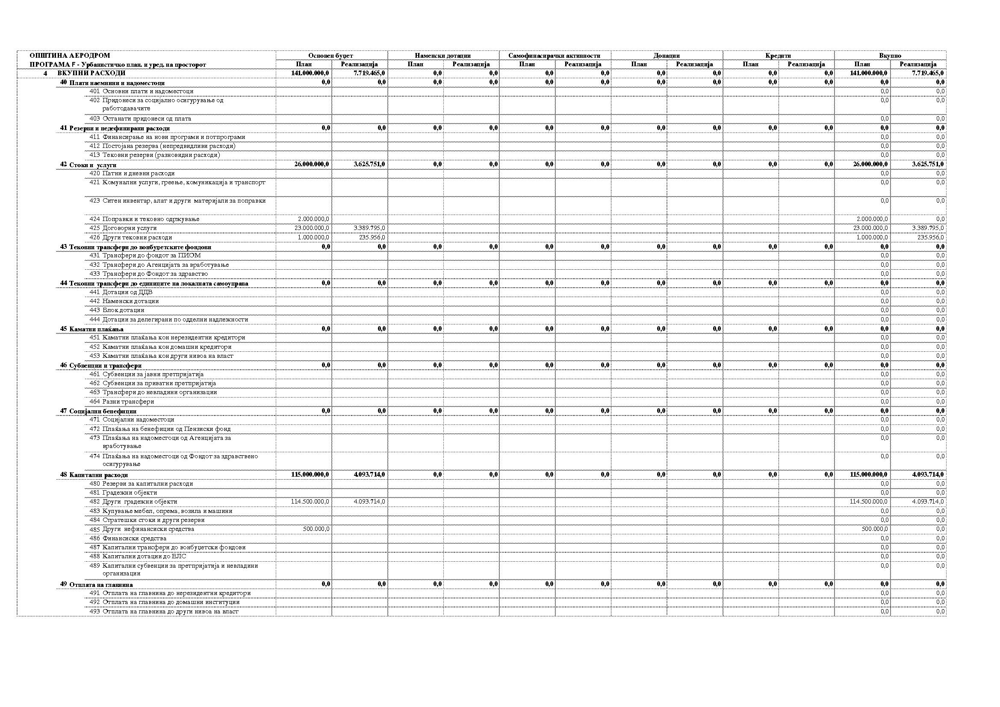 ОПШТИНА АЕРОДРОМ Основен буџет Наменски дотации Самофинасирачки активности Донации Кредити Вкупно
ПРОГРАМА F - Урбанистичко план. и уред. на просторот План Реализација План Реализација План Реализација План Реализација План Реализација План Реализација
4 ВКУПНИ РАСХОДИ 141.000.000,0 7.719.465,0 0,0 0,0 0,0 0,0 0,0 0,0 0,0 0,0 141.000.000,0 7.719.465,0
40 Плати наемнини и надоместоци 0,0 0,0 0,0 0,0 0,0 0,0 0,0 0,0 0,0 0,0 0,0 0,0
401 Основни плати и надоместоци 0,0 0,0
402 Придонеси за социјално осигурување од 0,0 0,0
работодавачите
403 Останати придонеси од плата 0,0 0,0
41 Резерви и недефинирани расходи 0,0 0,0 0,0 0,0 0,0 0,0 0,0 0,0 0,0 0,0 0,0 0,0
411 Финансирање на нови програми и потпрограми 0,0 0,0
412 Постојана резерва (непредвидливи расходи) 0,0 0,0
413 Тековни резерви (разновидни расходи) 0,0 0,0
42 Стоки и услуги 26.000.000,0 3.625.751,0 0,0 0,0 0,0 0,0 0,0 0,0 0,0 0,0 26.000.000,0 3.625.751,0
420 Патни и дневни расходи 0,0 0,0
421 Комунални услуги, греење, комуникација и транспорт 0,0 0,0
423 Ситен инвентар, алат и други материјали за поправки 0,0 0,0
424 Поправки и тековно одржување 2.000.000,0 2.000.000,0 0,0
425 Договорни услуги 23.000.000,0 3.389.795,0 23.000.000,0 3.389.795,0
426 Други тековни расходи 1.000.000,0 235.956,0 1.000.000,0 235.956,0
43 Тековни трансфери до вонбуџетските фондови 0,0 0,0 0,0 0,0 0,0 0,0 0,0 0,0 0,0 0,0 0,0 0,0
431 Трансфери до фондот за ПИОМ 0,0 0,0
432 Трансфери до Агенцијата за вработување 0,0 0,0
433 Трансфери до Фондот за здравство 0,0 0,0
44 Тековни трансфери до единиците на локалната самоуправа 0,0 0,0 0,0 0,0 0,0 0,0 0,0 0,0 0,0 0,0 0,0 0,0
441 Дотации од ДДВ 0,0 0,0
442 Наменски дотации 0,0 0,0
443 Блок дотации 0,0 0,0
444 Дотации за делегирани по одделни надлежности 0,0 0,0
45 Каматни плаќања 0,0 0,0 0,0 0,0 0,0 0,0 0,0 0,0 0,0 0,0 0,0 0,0
451 Каматни плаќања кон нерезидентни кредитори 0,0 0,0
452 Каматни плаќања кон домашни кредитори 0,0 0,0
453 Каматни плаќања кон други нивоа на власт 0,0 0,0
46 Субвенции и трансфери 0,0 0,0 0,0 0,0 0,0 0,0 0,0 0,0 0,0 0,0 0,0 0,0
461 Субвенции за јавни претпријатија 0,0 0,0
462 Субвенции за приватни претпријатија 0,0 0,0
463 Трансфери до невладини организации 0,0 0,0
464 Разни трансфери 0,0 0,0
47 Социјални бенефиции 0,0 0,0 0,0 0,0 0,0 0,0 0,0 0,0 0,0 0,0 0,0 0,0
471 Социјални надоместоци 0,0 0,0
472 Плаќања на бенефиции од Пензиски фонд 0,0 0,0
473 Плаќања на надоместоци од Агенцијата за 0,0 0,0
вработување
474 Плаќања на надоместоци од Фондот за здравствено 0,0 0,0
осигурување
48 Капитални расходи 115.000.000,0 4.093.714,0 0,0 0,0 0,0 0,0 0,0 0,0 0,0 0,0 115.000.000,0 4.093.714,0
480 Резерви за капитални расходи 0,0 0,0
481 Градежни објекти 0,0 0,0
482 Други градежни објекти 114.500.000,0 4.093.714,0 114.500.000,0 4.093.714,0
483 Купување мебел, опрема, возила и машини 0,0 0,0
484 Стратешки стоки и други резерви 0,0 0,0
485 Други нефинансиски средства 500.000,0 500.000,0 0,0
486 Финансиски средства 0,0 0,0
487 Капитални трансфери до вонбуџетски фондови 0,0 0,0
488 Капитални дотации до ЕЛС 0,0 0,0
489 Капитални субвенции за претпријатија и невладини 0,0 0,0
организации
49 Отплата на главнина 0,0 0,0 0,0 0,0 0,0 0,0 0,0 0,0 0,0 0,0 0,0 0,0
491 Отплата на главнина до нерезидентни кредитори 0,0 0,0
492 Отплата на главнина до домашни институции 0,0 0,0
493 Отплата на главнина до други нивоа на власт 0,0 0,0